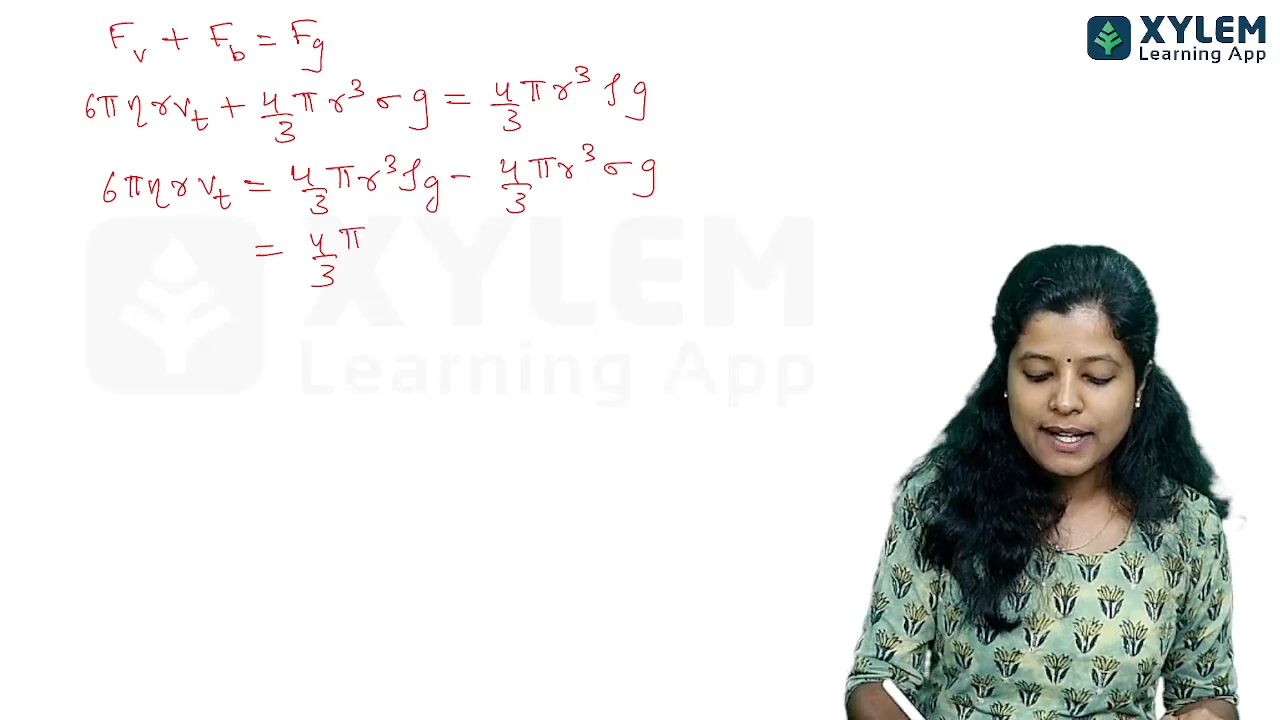 XYLEM
Learning App
F_v + F_b = F_g
6πηrv_t + 4/3 πr³σg = 4/3 πr³ρg
6πηrv_t = 4/3 πr³ρg - 4/3 πr³σg
= 4/3 π
XYLEM
Learning App